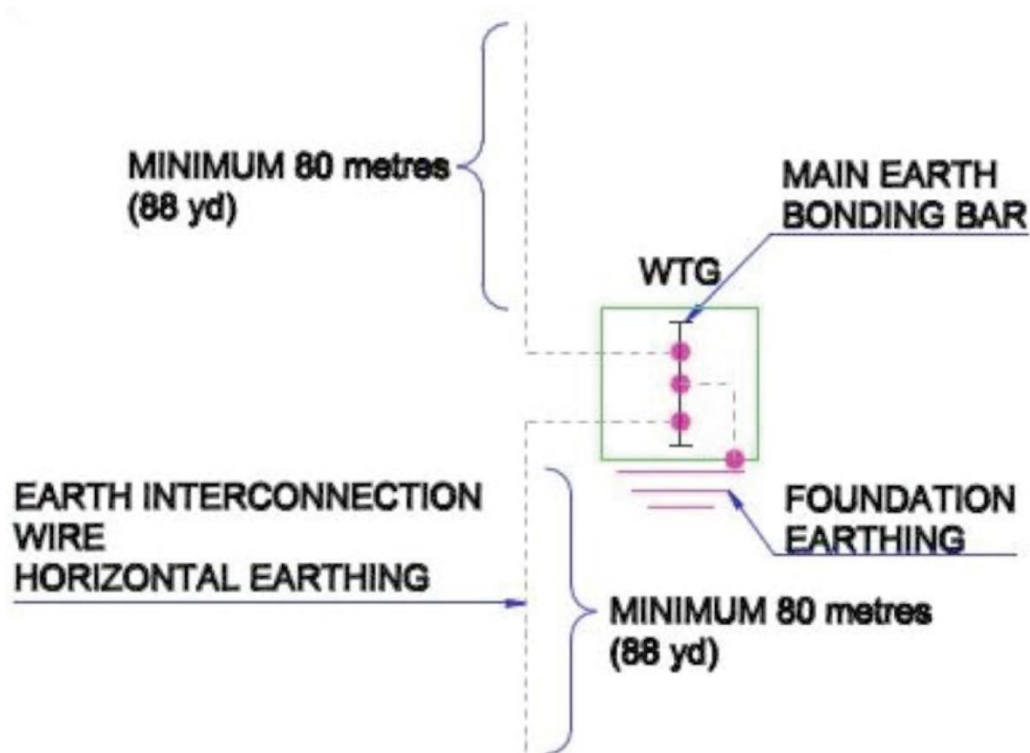 MINIMUM 80 metres
(88 yd)
MAIN EARTH
BONDING BAR
WTG
EARTH INTERCONNECTION
WIRE
HORIZONTAL EARTHING
FOUNDATION
EARTHING
MINIMUM 80 metres
(88 yd)